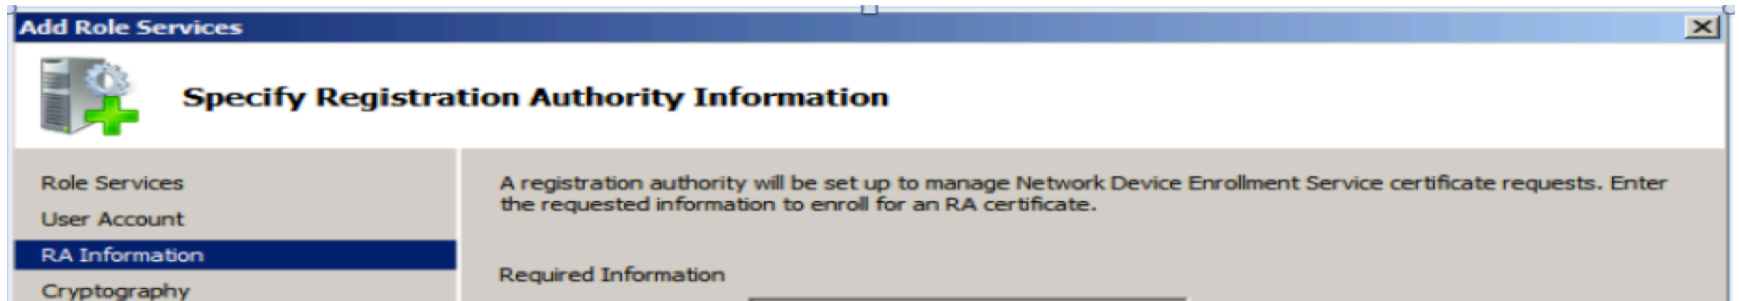 Add Role Services
Specify Registration Authority Information
Role Services
User Account
RA Information
Cryptography
A registration authority will be set up to manage Network Device Enrollment Service certificate requests. Enter
the requested information to enroll for an RA certificate.
Required Information